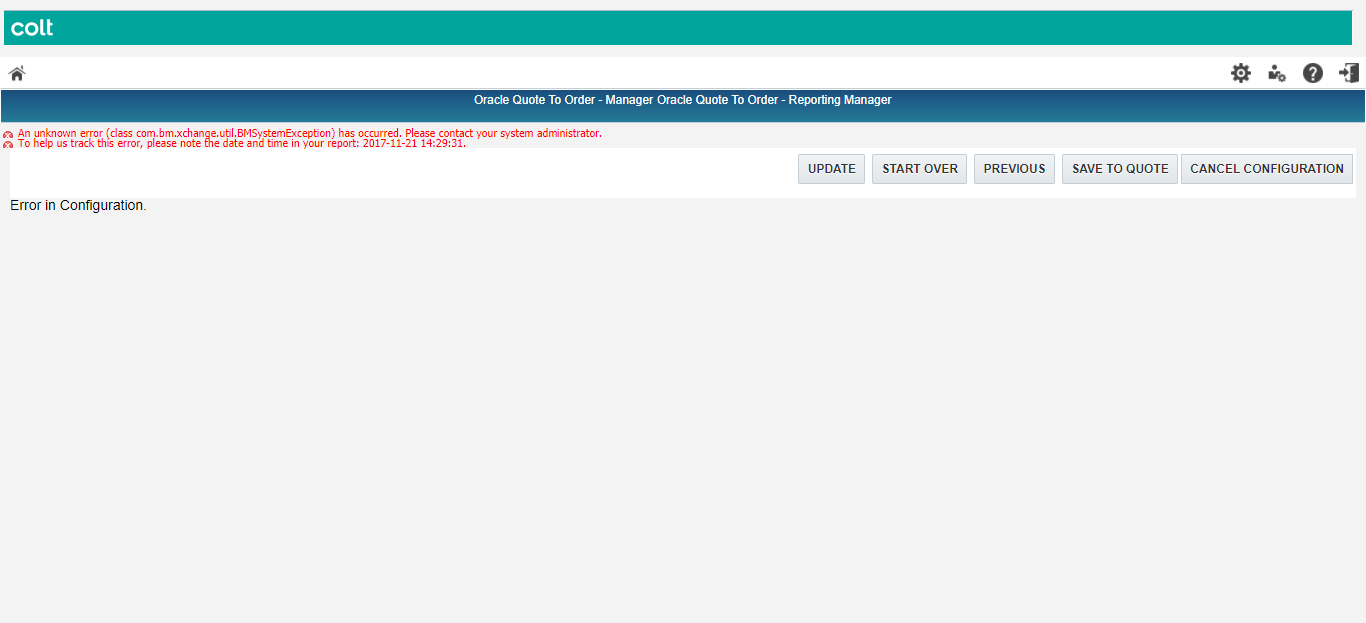 colt
Oracle Quote To Order - Manager Oracle Quote To Order - Reporting Manager
An unknown error (class com.bm.xchange.util.BMSystemException) has occurred. Please contact your system administrator.
To help us track this error, please note the date and time in your report: 2017-11-21 14:29:31.
UPDATE START OVER PREVIOUS SAVE TO QUOTE CANCEL CONFIGURATION
Error in Configuration.